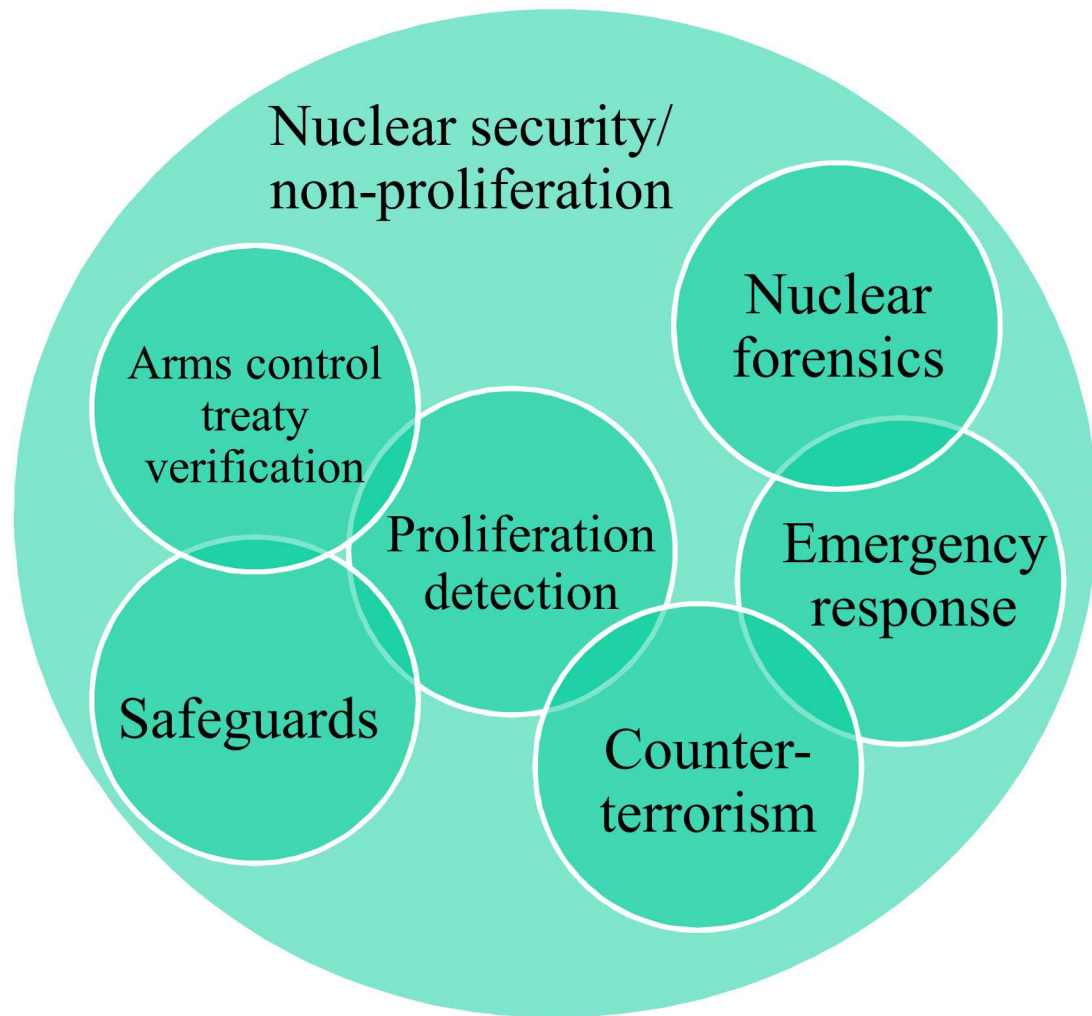 Nuclear security/
non-proliferation
Nuclear
forensics
Arms control
treaty
verification
Proliferation
detection
Emergency
response
Safeguards
Counter-
terrorism